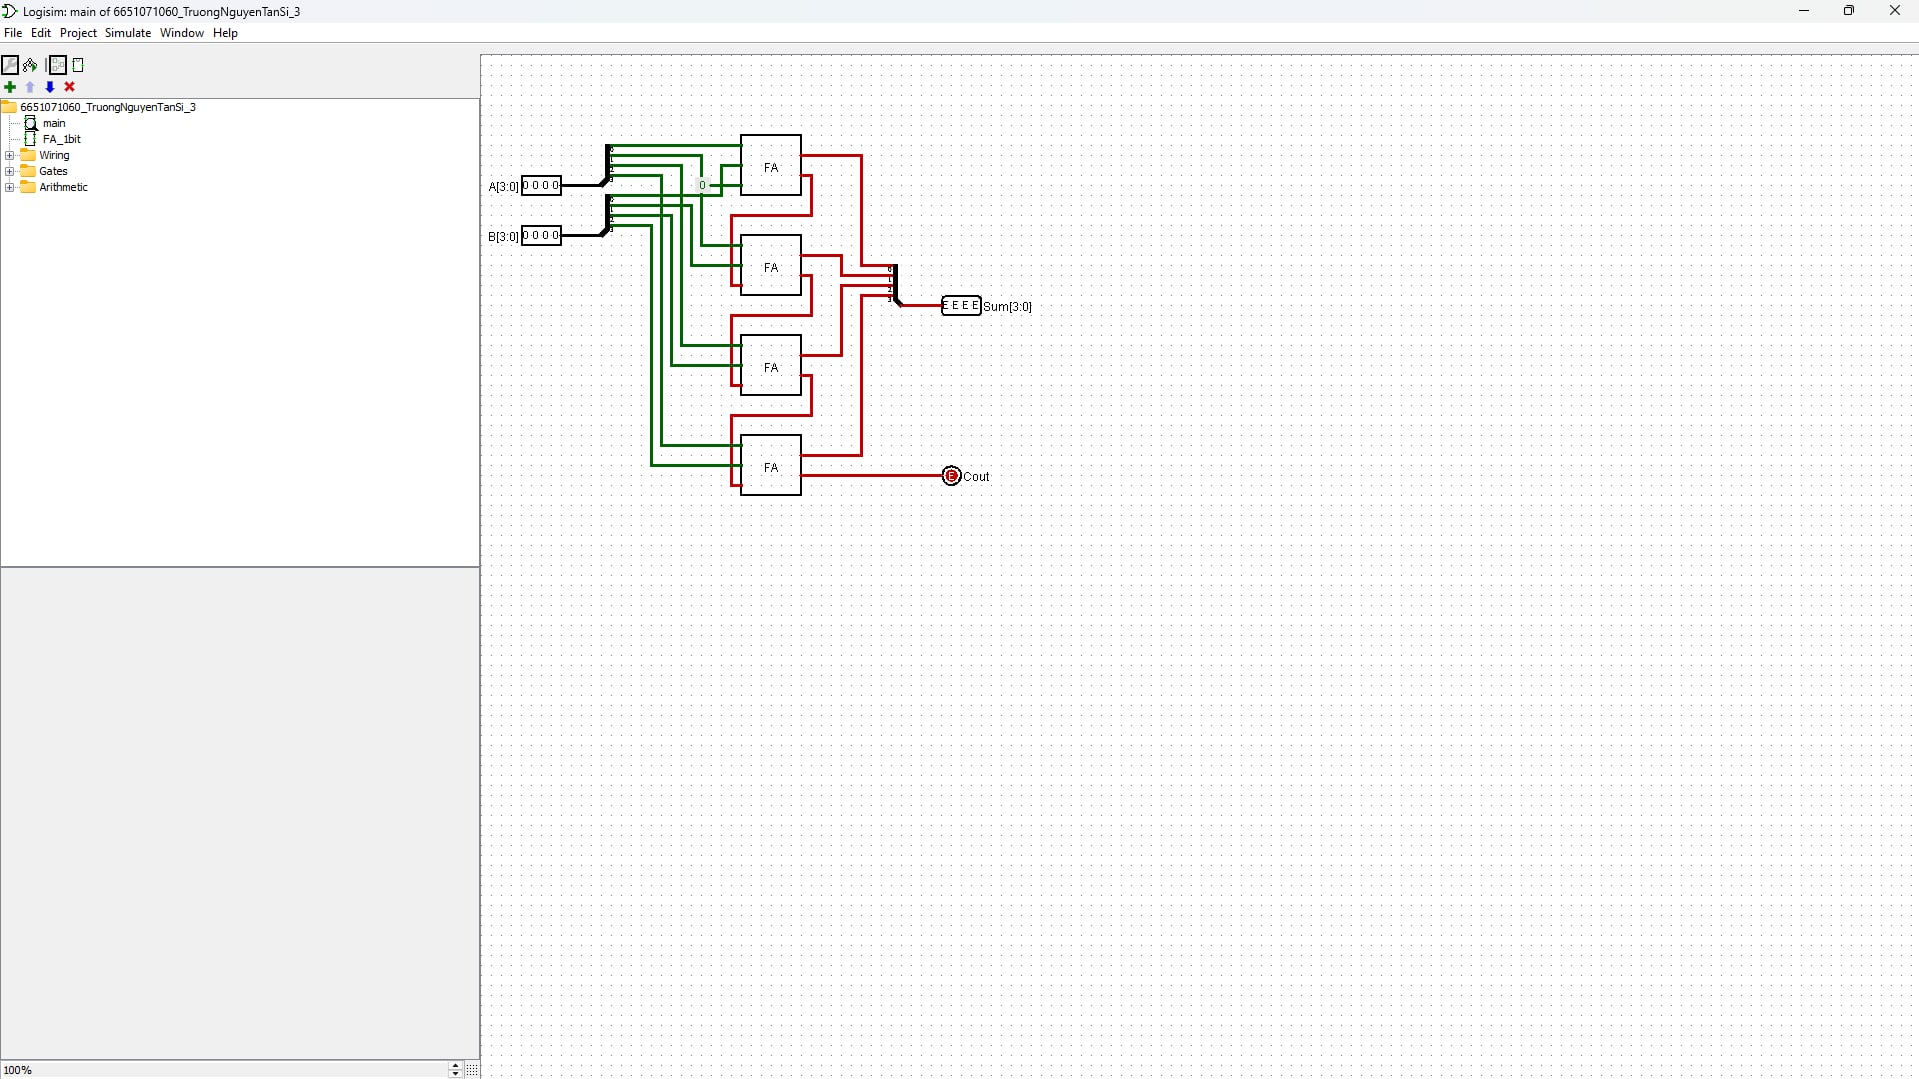 Logisim: main of 6651071060_TruongNguyenTanSi_3
File Edit Project Simulate Window Help
6651071060_TruongNguyenTanSi_3
main
FA_1bit
Wiring
Gates
Arithmetic
FA
A[3:0] 0 0 0 0
0
B[3:0] 0 0 0 0
FA
E E E E Sum[3:0]
FA
FA
E Cout
100%